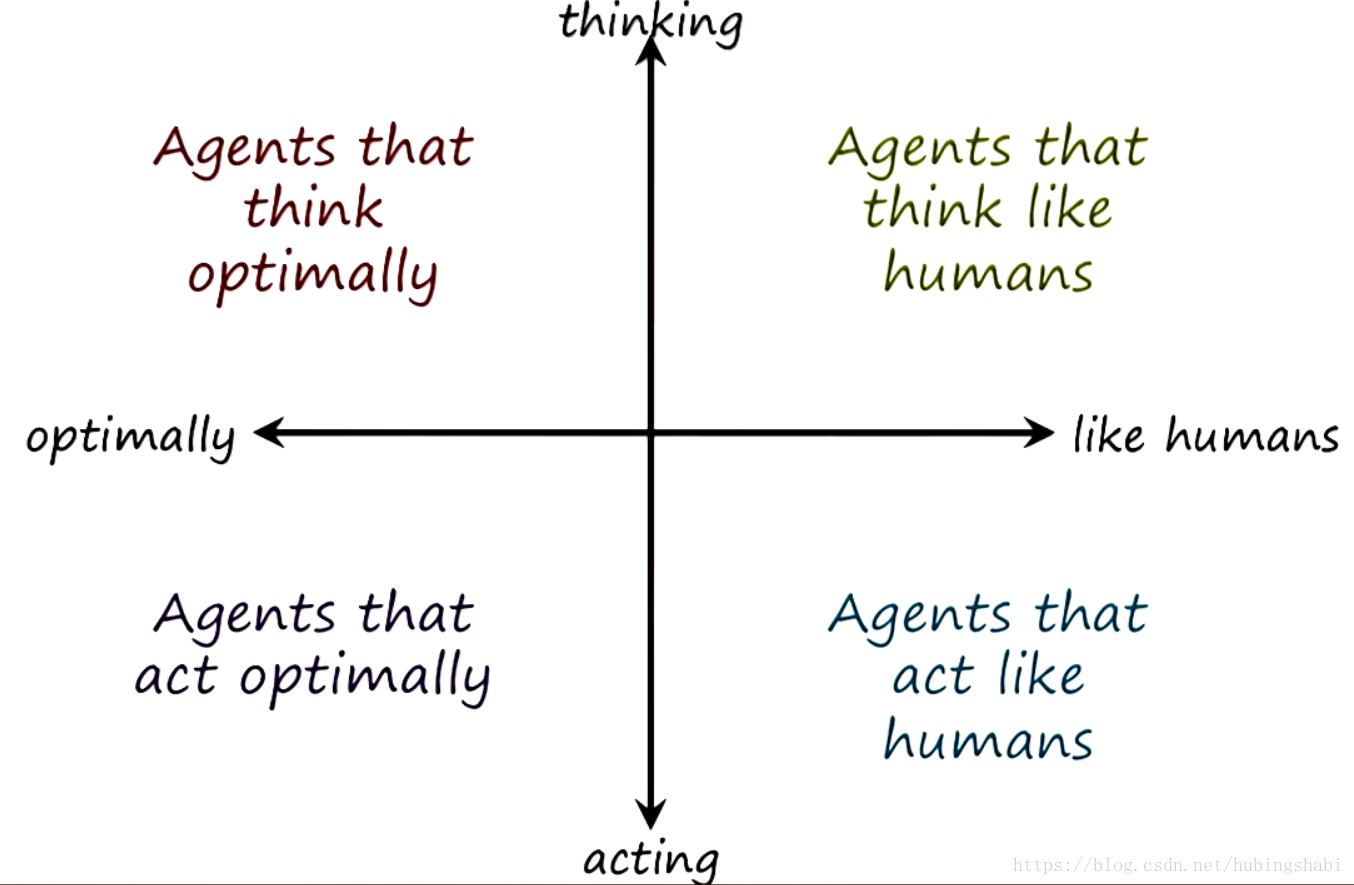 thinking
Agents that
think
optimally
Agents that
think like
humans
optimally
like humans
Agents that
act optimally
Agents that
act like
humans
acting
https://blog.csdn.net/hubingshabi